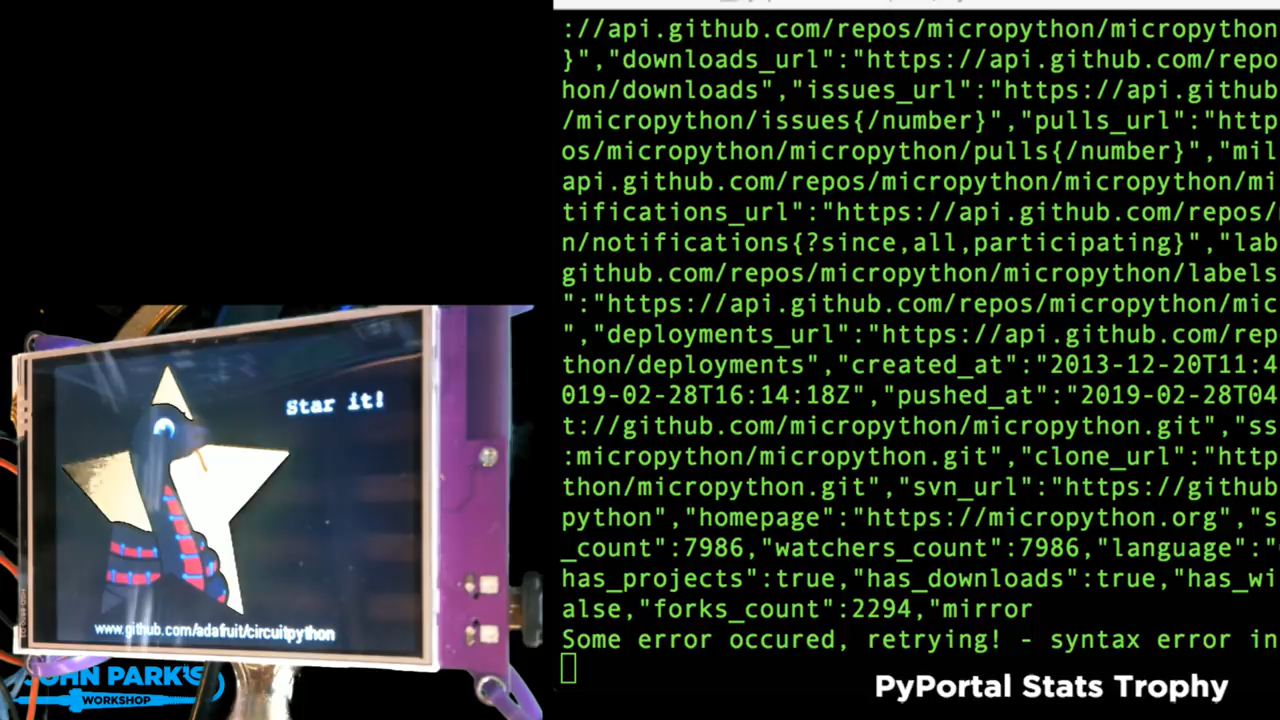 ://api.github.com/repos/micropython/micropython
}","downloads_url":"https://api.github.com/repo
hon/downloads","issues_url":"https://api.github
/micropython/issues{/number}","pulls_url":"http
os/micropython/micropython/pulls{/number}","mil
api.github.com/repos/micropython/micropython/mi
tifications_url":"https://api.github.com/repos/
n/notifications{?since,all,participating}","lab
github.com/repos/micropython/micropython/labels
":"https://api.github.com/repos/micropython/mic
","deployments_url":"https://api.github.com/rep
thon/deployments","created_at":"2013-12-20T11:4
019-02-28T16:14:18Z","pushed_at":"2019-02-28T04
t://github.com/micropython/micropython.git","ss
:micropython/micropython.git","clone_url":"http
thon/micropython.git","svn_url":"https://github
python","homepage":"https://micropython.org","s
_count":7986,"watchers_count":7986,"language":"
has_projects":true,"has_downloads":true,"has_wi
alse,"forks_count":2294,"mirror
Some error occured, retrying! - syntax error in
Star it!
www.github.com/adafruit/circuitpython
JOHN PARK'S
WORKSHOP
PyPortal Stats Trophy